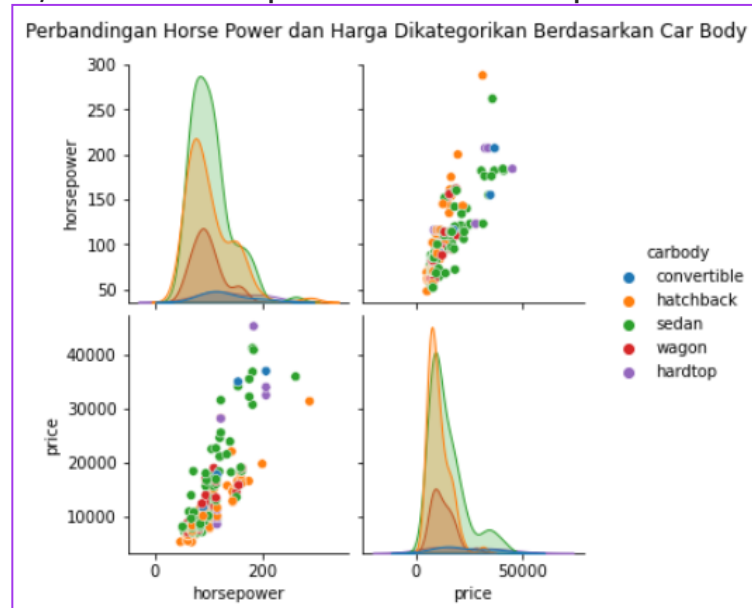 Perbandingan Horse Power dan Harga Dikategorikan Berdasarkan Car Body
300
250
200
150
100
50
horsepower
carbody
convertible
hatchback
sedan
wagon
hardtop
40000
30000
20000
10000
price
0 200
horsepower
0 50000
price